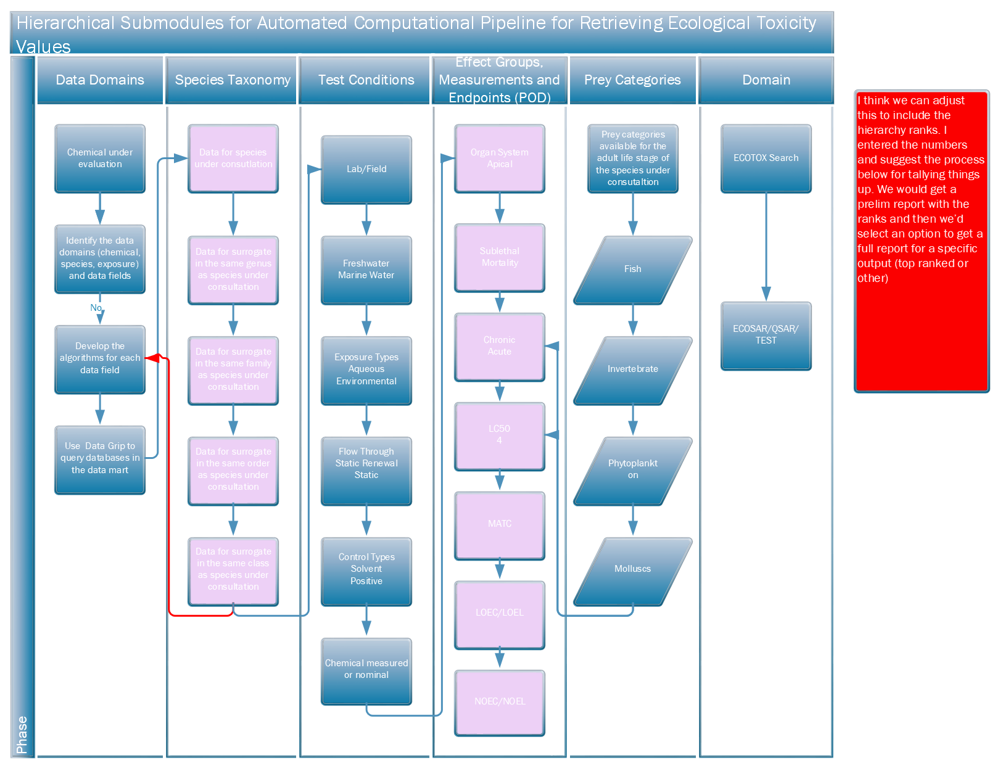 Hierarchical Submodules for Automated Computational Pipeline for Retrieving Ecological Toxicity
Values
Phase
Data Domains
Species Taxonomy
Test Conditions
Effect Groups,
Measurements and
Endpoints (POD)
Prey Categories
Domain
Chemical under
evaluation
Identify the data
domains (chemical,
species, exposure)
and data fields
No
Develop the
algorithms for each
data field
Use Data Grip to
query databases in
the data mart
Data for species
under consutlation
Data for surrogate
in the same genus
as species under
consultation
Data for surrogate
in the same family
as species under
consultation
Data for surrogate
in the same order
as species under
consultation
Data for surrogate
in the same class
as species under
consultation
Lab/Field
Freshwater
Marine Water
Exposure Types
Aqueous
Environmental
Flow Through
Static Renewal
Static
Control Types
Solvent
Positive
Chemical measured
or nominal
Organ System
Apical
Sublethal
Mortality
Chronic
Acute
LC50
4
MATC
LOEC/LOEL
NOEC/NOEL
Prey categories
available for the
adult life stage of
the species under
consutaltion
Fish
Invertebrate
Phytoplankt
on
Molluscs
ECOTOX Search
ECOSAR/QSAR/
TEST
I think we can adjust
this to include the
hierarchy ranks. I
entered the numbers
and suggest the process
below for tallying things
up. We would get a
prelim report with the
ranks and then we'd
select an option to get a
full report for a specific
output (top ranked or
other)